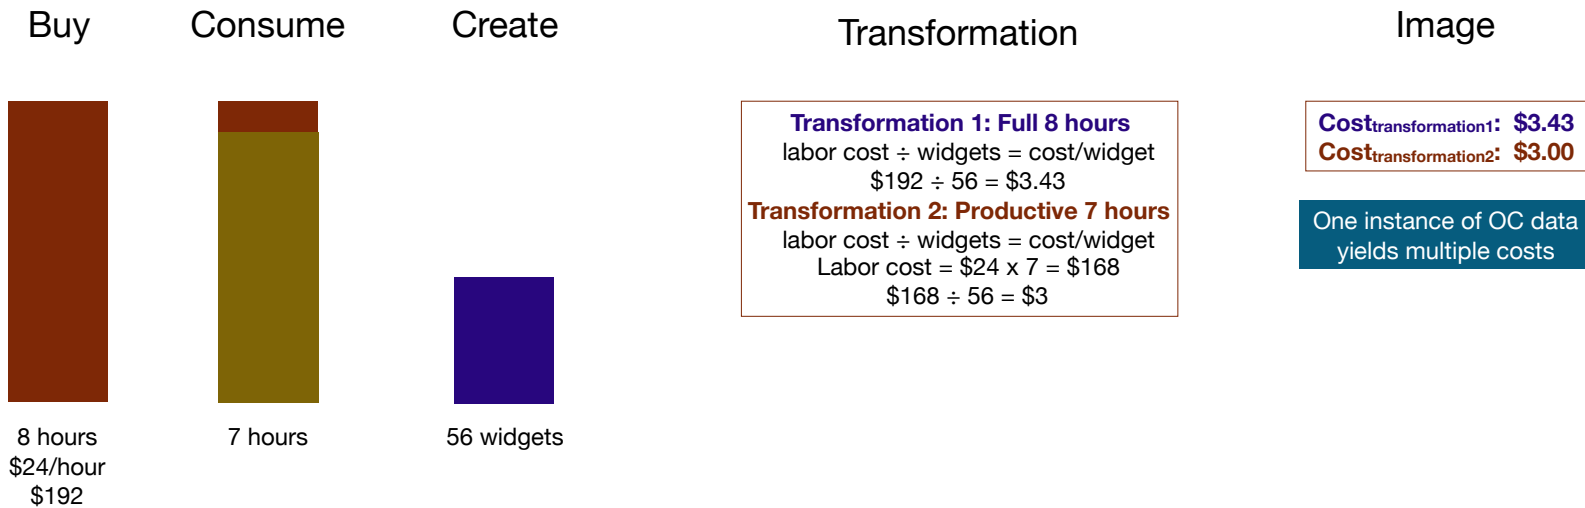 Buy
Consume
Create
Transformation
Image
8 hours
$24/hour
$192
7 hours
56 widgets
Transformation 1: Full 8 hours
labor cost ÷ widgets = cost/widget
$192 ÷ 56 = $3.43
Transformation 2: Productive 7 hours
labor cost ÷ widgets = cost/widget
Labor cost = $24 x 7 = $168
$168 ÷ 56 = $3
Costtransformation1: $3.43
Costtransformation2: $3.00
One instance of OC data
yields multiple costs